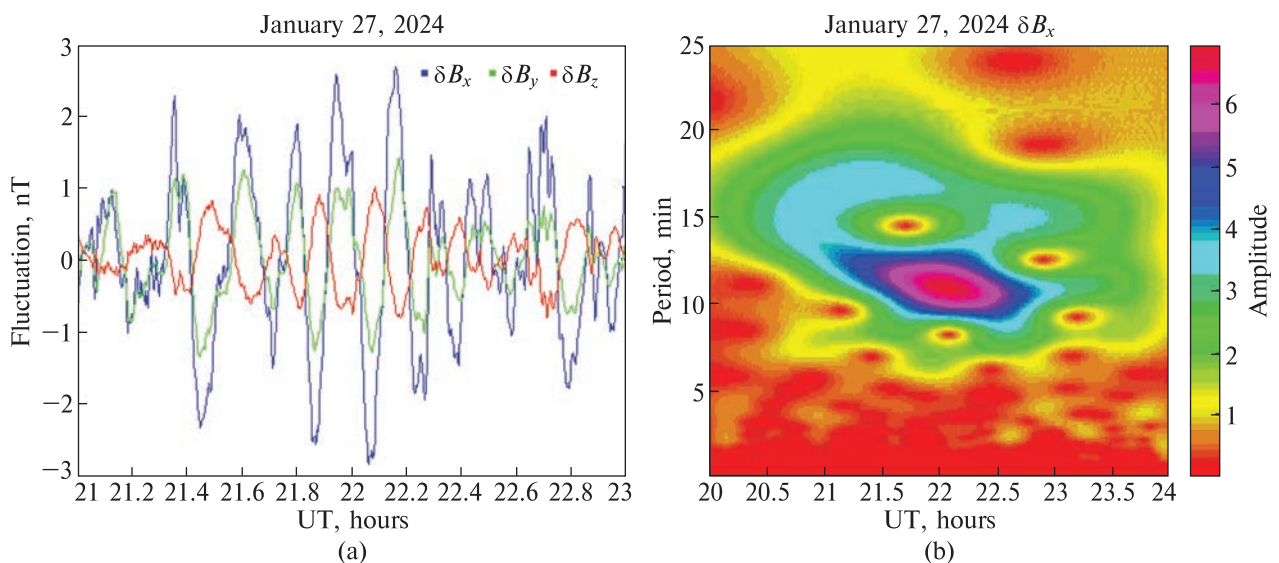 January 27, 2024
Fluctuation, nT
3
2
1
0
−1
−2
−3
δBx δBy δBz
21 21.2 21.4 21.6 21.8 22 22.2 22.4 22.6 22.8 23
UT, hours
(a)
January 27, 2024 δBx
Period, min
25
20
15
10
5
20 20.5 21 21.5 22 22.5 23 23.5 24
UT, hours
(b)
6
5
4
3
2
1
Amplitude